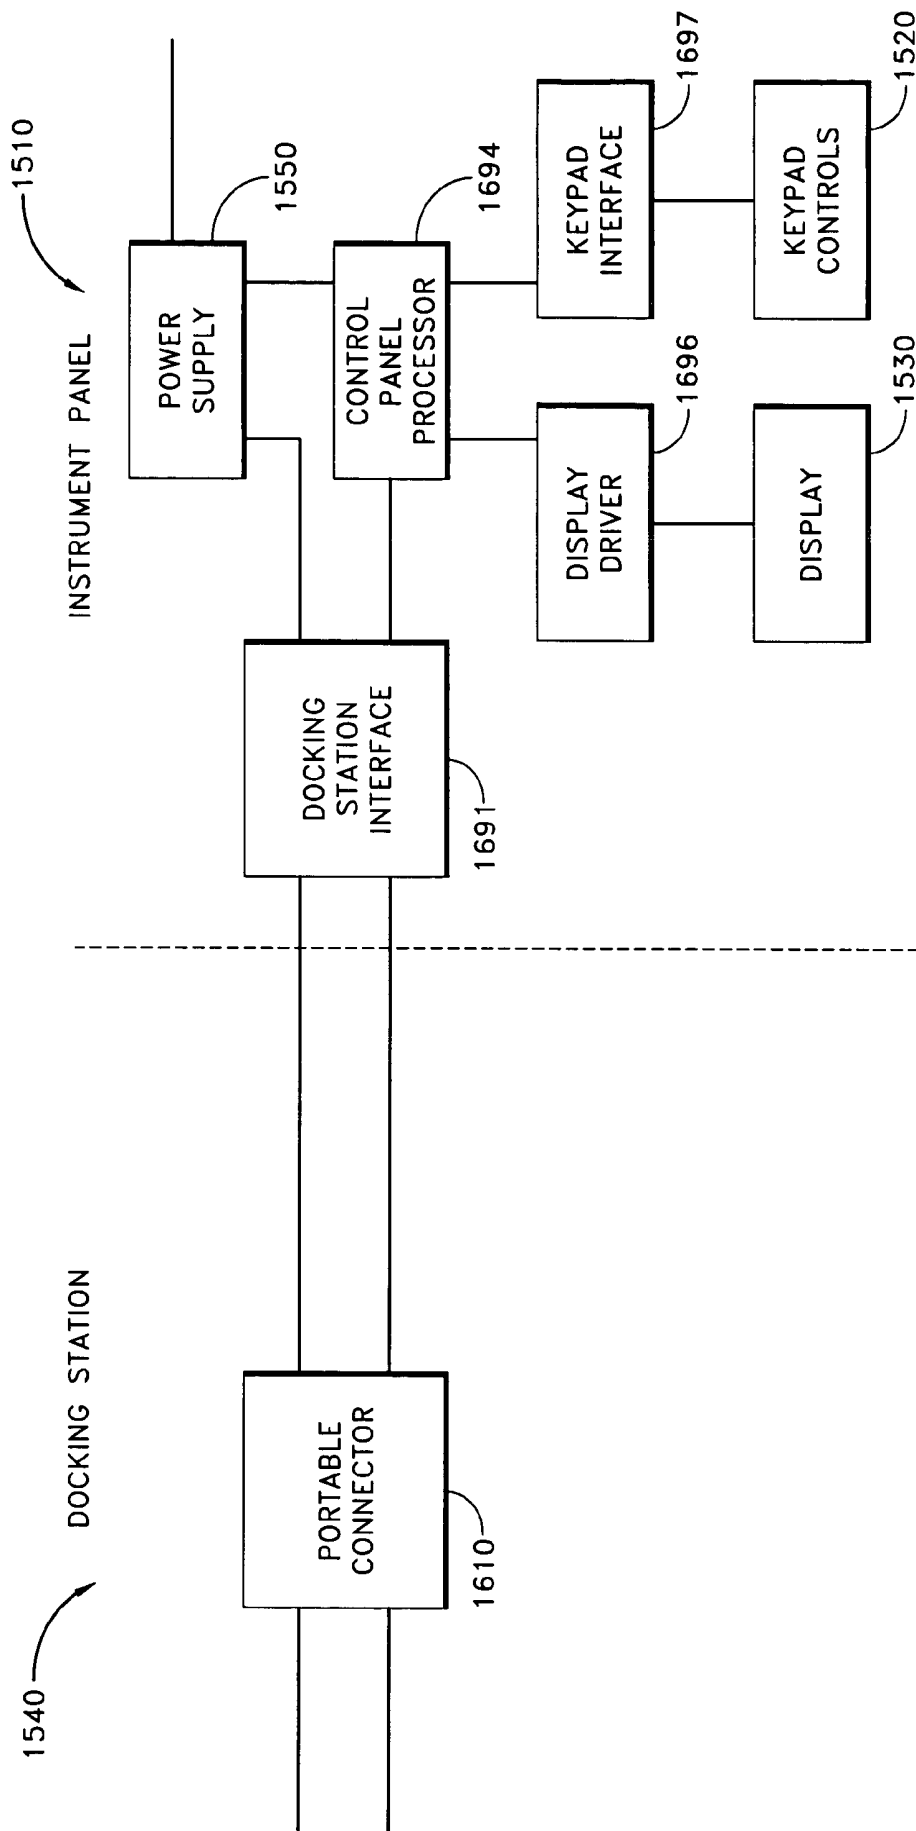 1540
DOCKING STATION
PORTABLE
CONNECTOR
1610
INSTRUMENT PANEL
1510
POWER
SUPPLY
1550
DOCKING
STATION
INTERFACE
1691
CONTROL
PANEL
PROCESSOR
1694
DISPLAY
DRIVER
1696
KEYPAD
INTERFACE
1697
DISPLAY
1530
KEYPAD
CONTROLS
1520